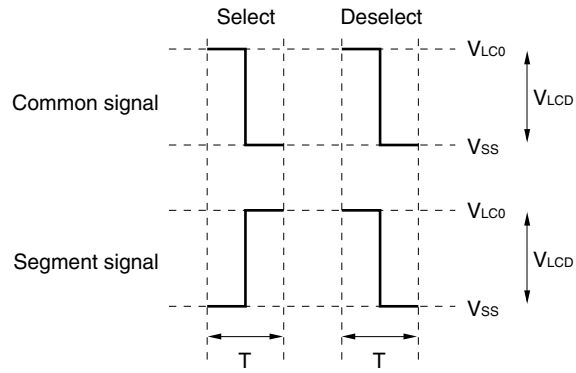 Select Deselect
VLC0
Common signal
VLCD
VSS
VLC0
Segment signal
VLCD
VSS
T T